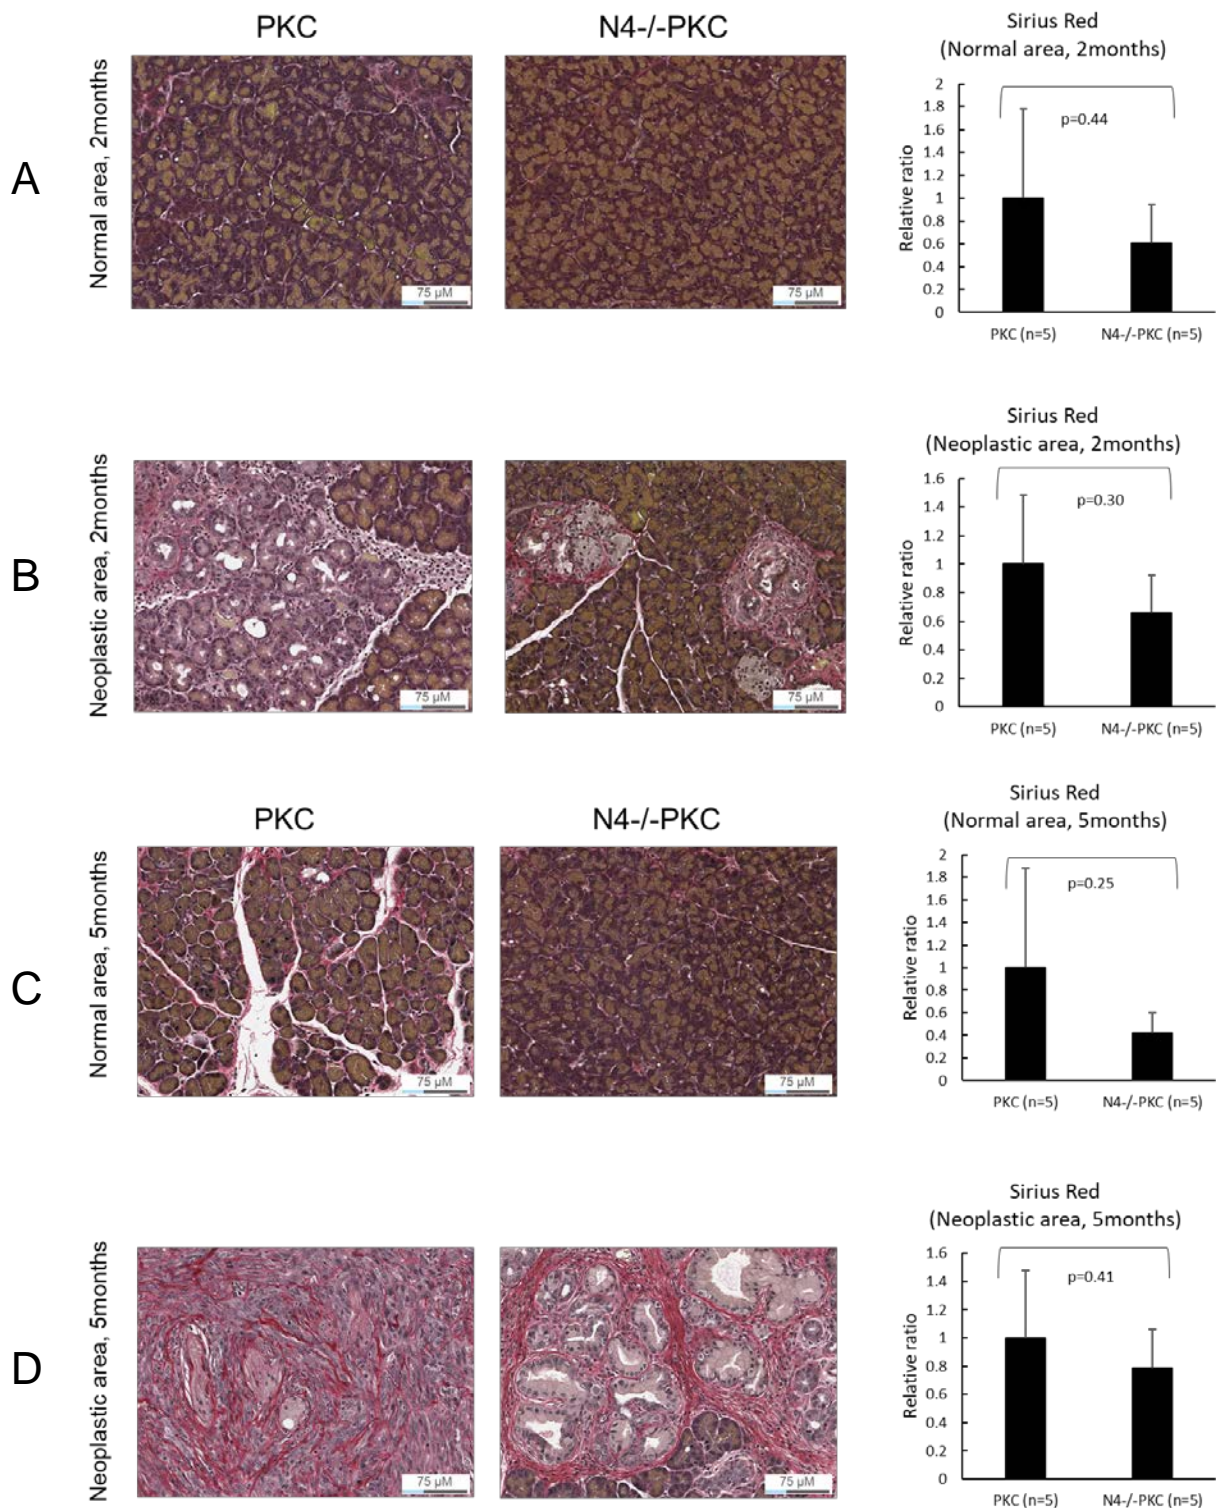 PKC
N4-/-PKC
Sirius Red
(Normal area, 2months)
A
Normal area, 2months
75 µM
75 µM
Relative ratio
2
1.8
1.6
1.4
1.2
1
0.8
0.6
0.4
0.2
0
p=0.44
PKC (n=5)
N4-/-PKC (n=5)
Sirius Red
(Neoplastic area, 2months)
B
Neoplastic area, 2months
75 µM
75 µM
Relative ratio
1.6
1.4
1.2
1
0.8
0.6
0.4
0.2
0
p=0.30
PKC (n=5)
N4-/-PKC (n=5)
PKC
N4-/-PKC
Sirius Red
(Normal area, 5months)
C
Normal area, 5months
75 µM
75 µM
Relative ratio
2
1.8
1.6
1.4
1.2
1
0.8
0.6
0.4
0.2
0
p=0.25
PKC (n=5)
N4-/-PKC (n=5)
Sirius Red
(Neoplastic area, 5months)
D
Neoplastic area, 5months
75 µM
75 µM
Relative ratio
1.6
1.4
1.2
1
0.8
0.6
0.4
0.2
0
p=0.41
PKC (n=5)
N4-/-PKC (n=5)